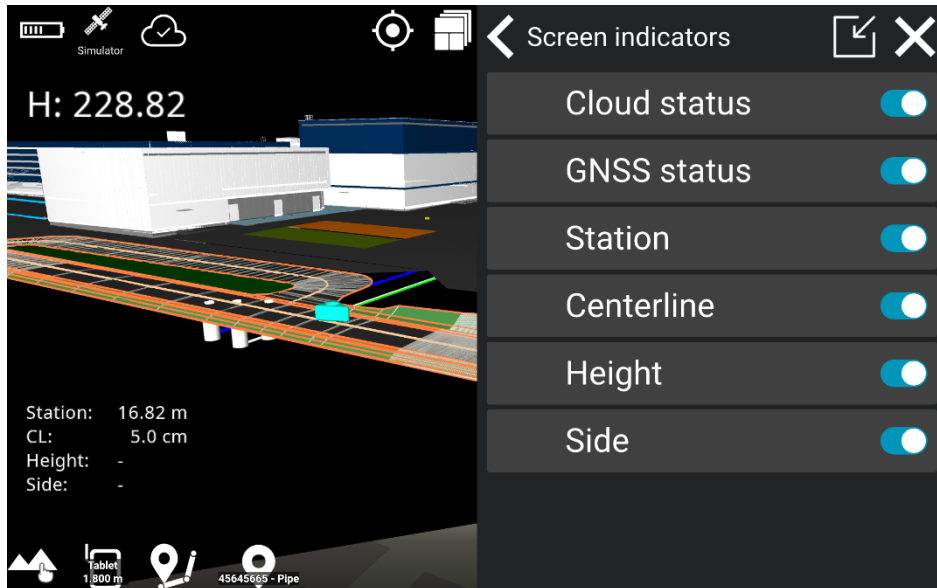 Simulator
H: 228.82
Station: 16.82 m
CL: 5.0 cm
Height: -
Side: -
Tablet
1.800 m
45645665 - Pipe
Screen indicators
Cloud status
GNSS status
Station
Centerline
Height
Side